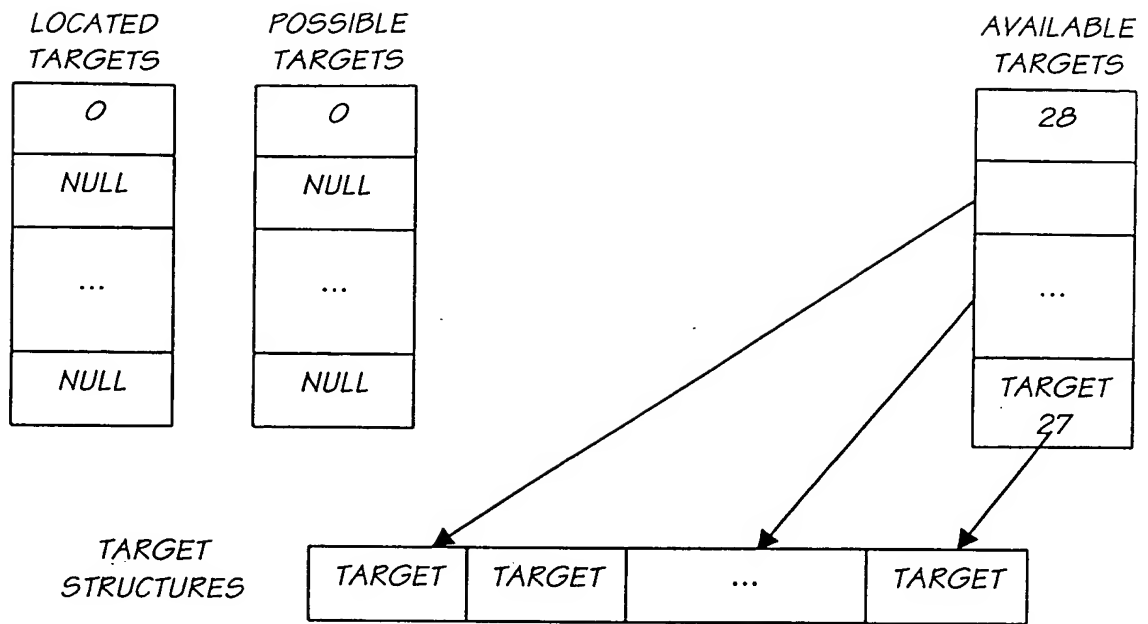 LOCATED
TARGETS
0
NULL
...
NULL
POSSIBLE
TARGETS
0
NULL
...
NULL
AVAILABLE
TARGETS
28
...
TARGET
27
TARGET
STRUCTURES
TARGET
TARGET
...
TARGET